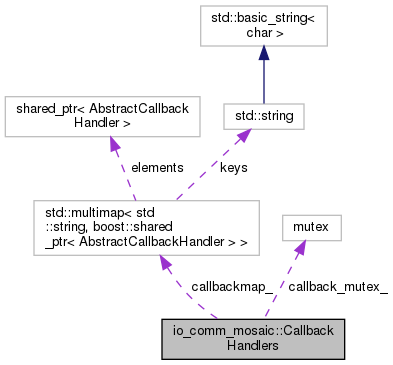 std::basic_string<
char >
shared_ptr< AbstractCallback
Handler >
std::string
elements
keys
std::multimap< std
::string, boost::shared
_ptr< AbstractCallbackHandler > >
mutex
callbackmap_
callback_mutex_
io_comm_mosaic::Callback
Handlers